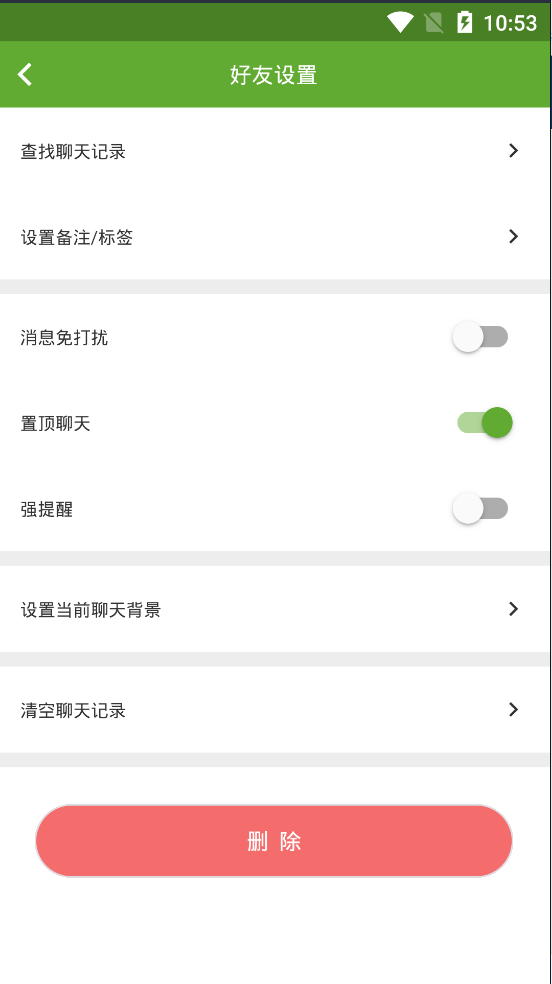 10:53
好友设置
查找聊天记录
设置备注/标签
消息免打扰
置顶聊天
强提醒
设置当前聊天背景
清空聊天记录
删 除